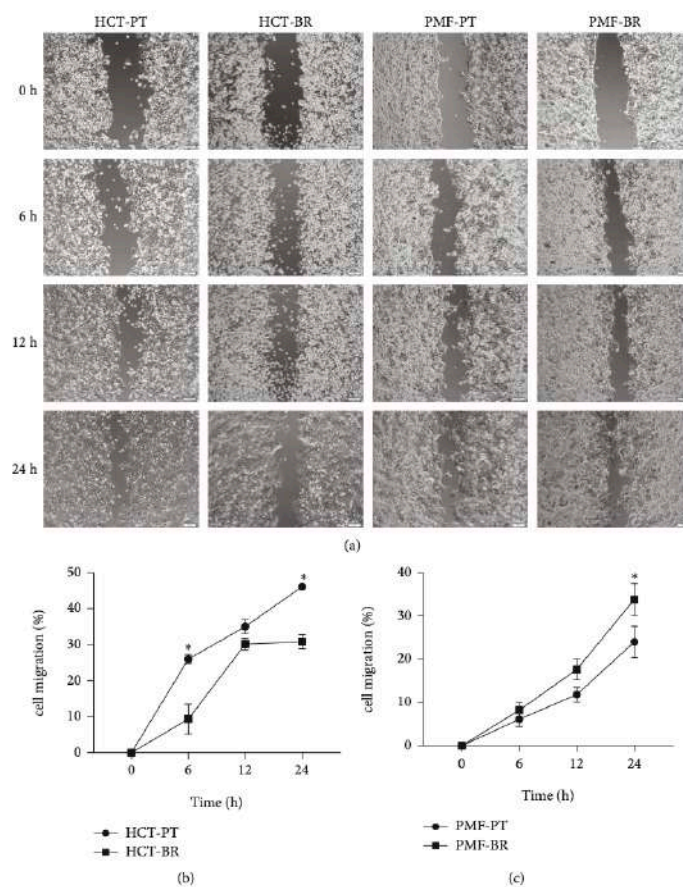 HCT-PT HCT-BR PMF-PT PMF-BR
0 h
6 h
12 h
24 h
(a)
50
40
30
20
10
0
cell migration (%)
*
*
0 6 12 24
Time (h)
HCT-PT
HCT-BR
(b)
40
30
20
10
0
cell migration (%)
*
0 6 12 24
Time (h)
PMF-PT
PMF-BR
(c)